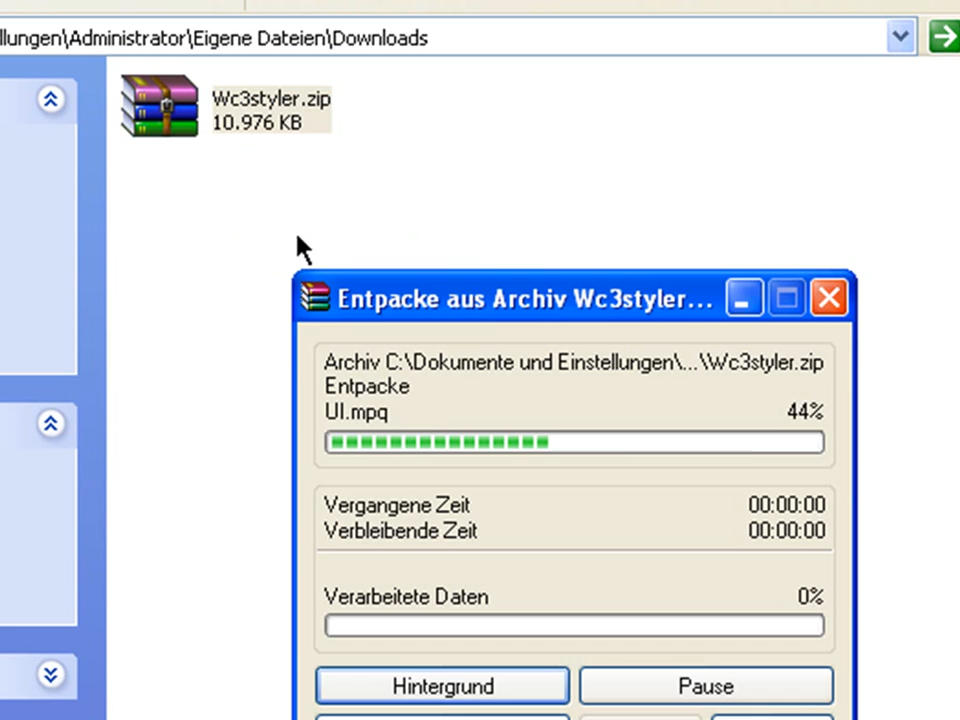 llungen\Administrator\Eigene Dateien\Downloads
Wc3styler.zip
10.976 KB
Entpacke aus Archiv Wc3styler...
Archiv C:\Dokumente und Einstellungen\...\Wc3styler.zip
Entpacke
UI.mpq 44%
Vergangene Zeit 00:00:00
Verbleibende Zeit 00:00:00
Verarbeitete Daten 0%
Hintergrund Pause